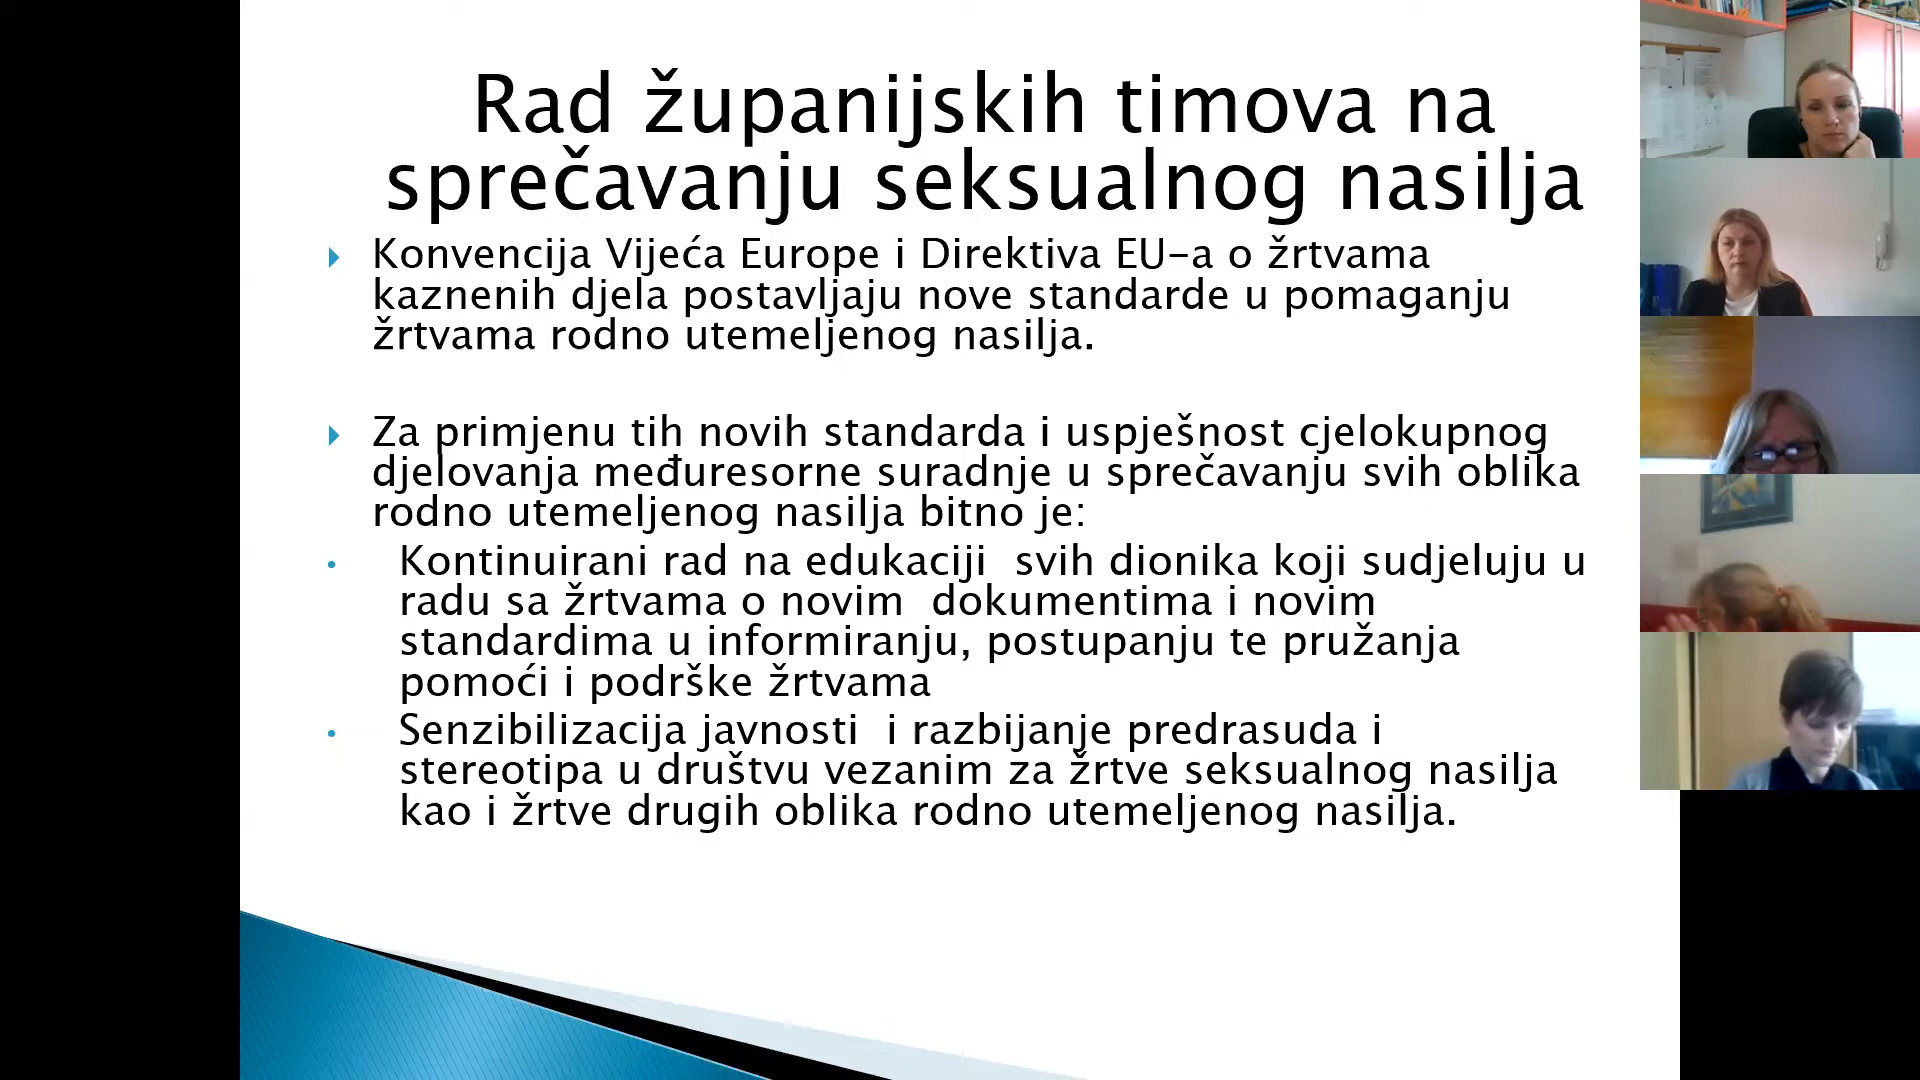 Rad županijskih timova na
sprečavanju seksualnog nasilja
Konvencija Vijeća Europe i Direktiva EU-a o žrtvama
kaznenih djela postavljaju nove standarde u pomaganju
žrtvama rodno utemeljenog nasilja.
Za primjenu tih novih standarda i uspješnost cjelokupnog
djelovanja međuresorne suradnje u sprečavanju svih oblika
rodno utemeljenog nasilja bitno je:
Kontinuirani rad na edukaciji  svih dionika koji sudjeluju u
radu sa žrtvama o novim  dokumentima i novim
standardima u informiranju, postupanju te pružanja
pomoći i podrške žrtvama
Senzibilizacija javnosti  i razbijanje predrasuda i
stereotipa u društvu vezanim za žrtve seksualnog nasilja
kao i žrtve drugih oblika rodno utemeljenog nasilja.